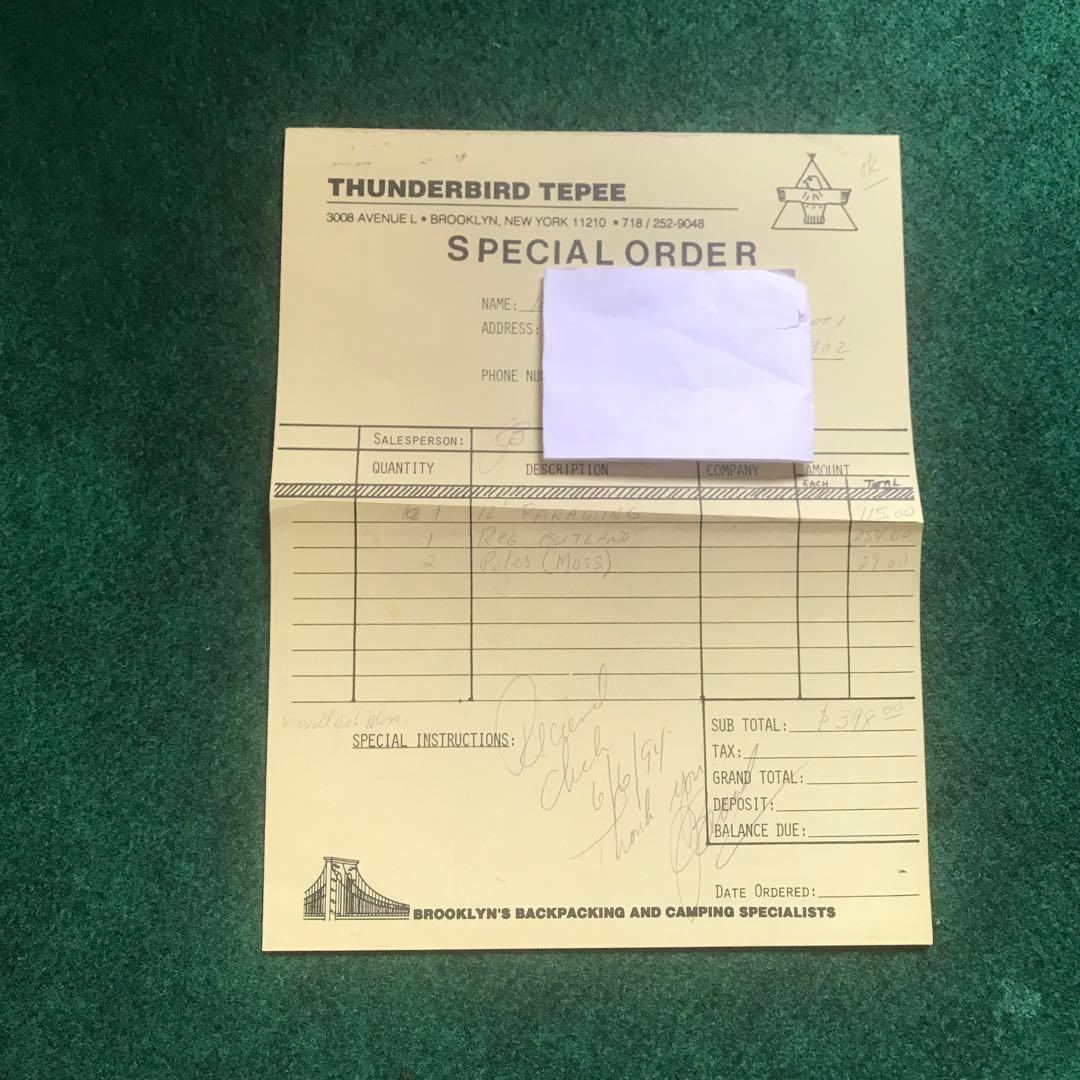 THUNDERBIRD TEPEE
ok
3008 AVENUE L • BROOKLYN, NEW YORK 11210 • 718 / 252-9048
SPECIAL ORDER
NAME:
ADDRESS:
302
PHONE NU
SALESPERSON:
QUANTITY DESCRIPTION COMPANY AMOUNT
EACH TOTAL
1 12' PARAWING 115.00
1 Reg OUTLAND 254.00
2 Poles (Moss) 29.00
SUB TOTAL: $398.00
SPECIAL INSTRUCTIONS:
Received
check
6/6/94
Thank you
TAX:
GRAND TOTAL:
DEPOSIT:
BALANCE DUE:
DATE ORDERED:
BROOKLYN'S BACKPACKING AND CAMPING SPECIALISTS